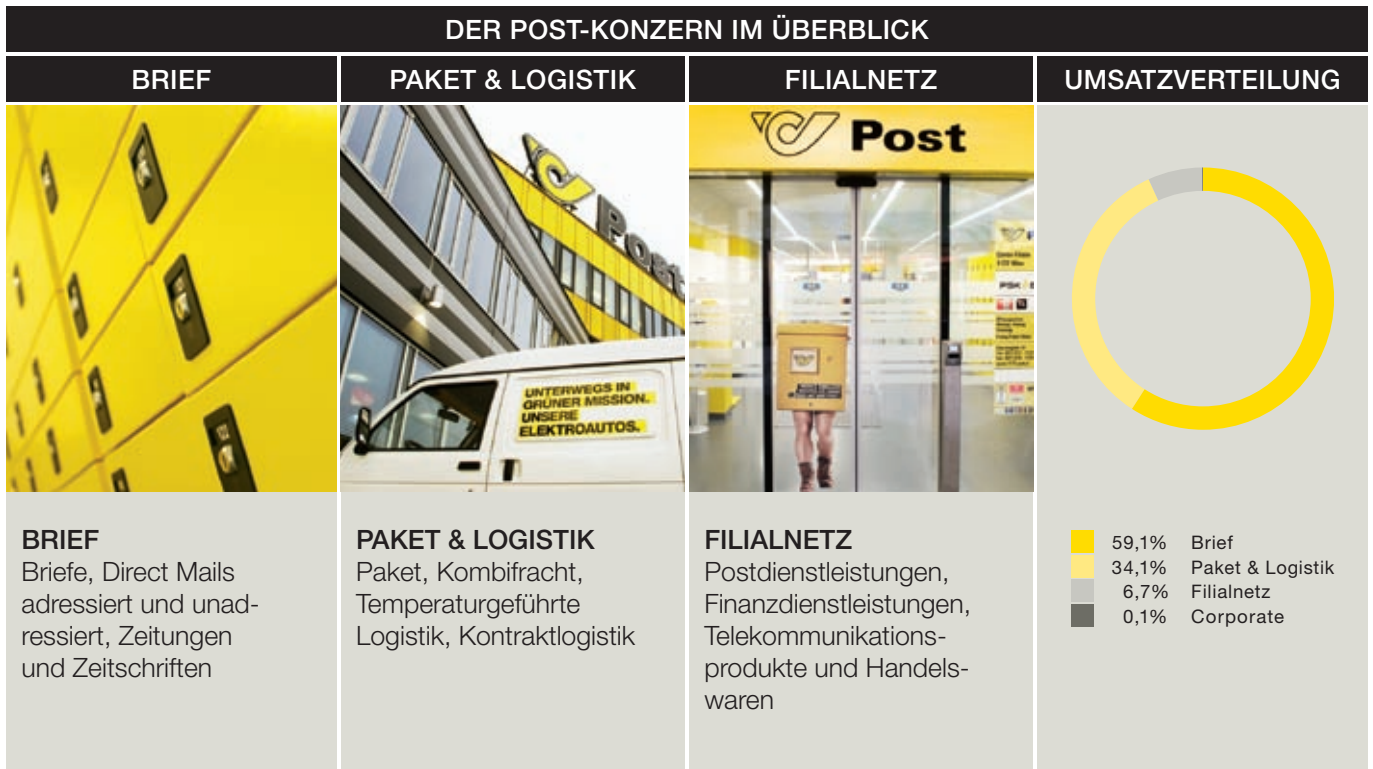 DER POST-KONZERN IM ÜBERBLICK
BRIEF
PAKET & LOGISTIK
FILIALNETZ
UMSATZVERTEILUNG
Post
UNTERWEGS IN
GRÜNER MISSION.
UNSERE
ELEKTROAUTOS.
Post
BRIEF
Briefe, Direct Mails
adressiert und unad-
ressiert, Zeitungen
und Zeitschriften
PAKET & LOGISTIK
Paket, Kombifracht,
Temperaturgeführte
Logistik, Kontraktlogistik
FILIALNETZ
Postdienstleistungen,
Finanzdienstleistungen,
Telekommunikations-
produkte und Handels-
waren
59,1% Brief
34,1% Paket & Logistik
6,7% Filialnetz
0,1% Corporate